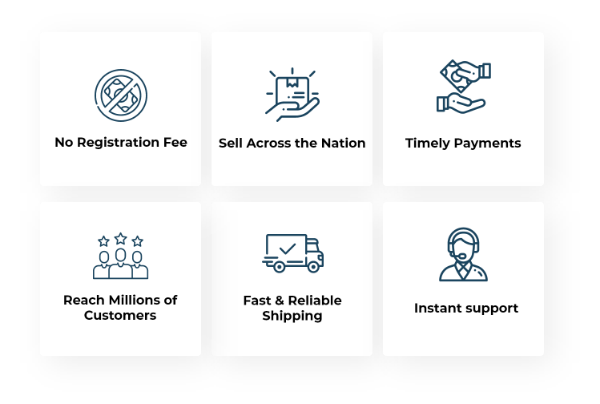 No Registration Fee
Sell Across the Nation
Timely Payments
Reach Millions of
Customers
Fast & Reliable
Shipping
Instant support